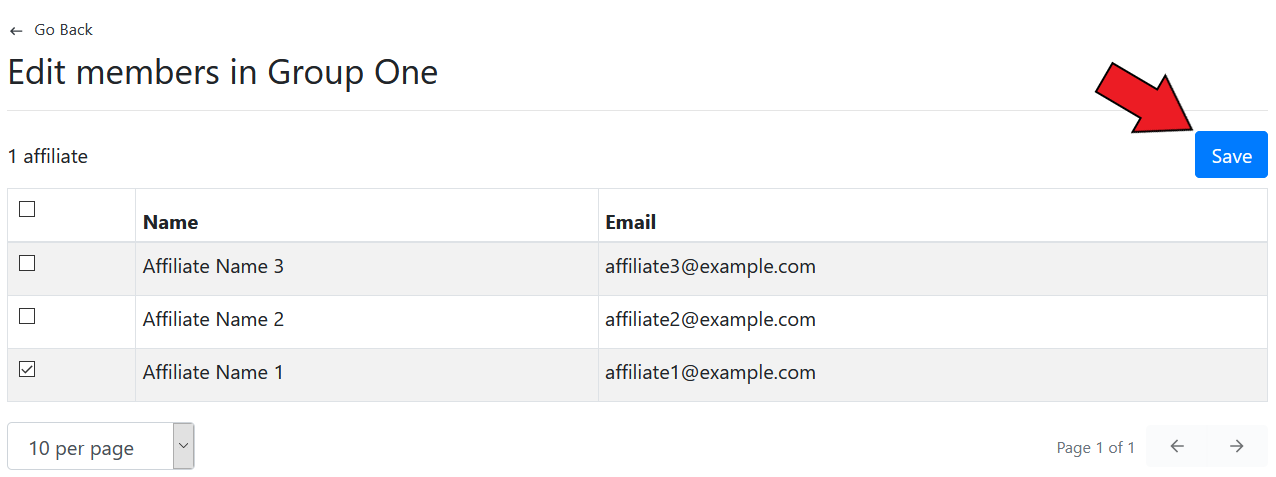 ← Go Back
Edit members in Group One
1 affiliate
Save
Name Email
Affiliate Name 3 affiliate3@example.com
Affiliate Name 2 affiliate2@example.com
Affiliate Name 1 affiliate1@example.com
10 per page
Page 1 of 1 ← →